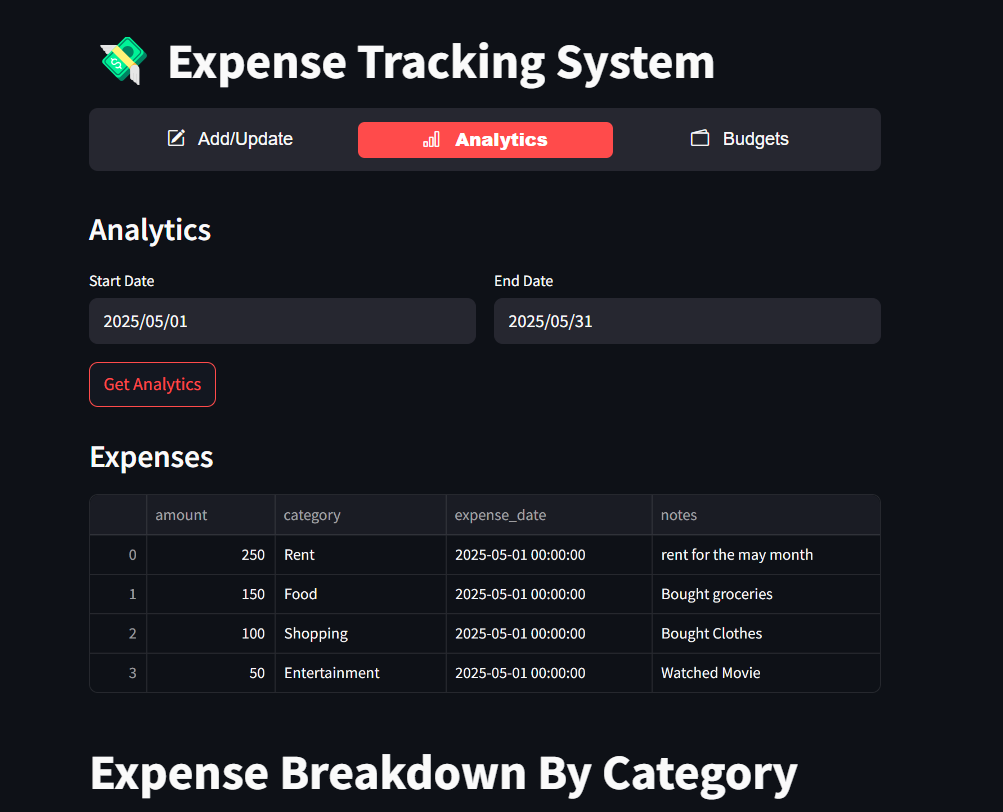 Expense Tracking System
Add/Update Analytics Budgets
Analytics
Start Date End Date
2025/05/01 2025/05/31
Get Analytics
Expenses
amount category expense_date notes
0 250 Rent 2025-05-01 00:00:00 rent for the may month
1 150 Food 2025-05-01 00:00:00 Bought groceries
2 100 Shopping 2025-05-01 00:00:00 Bought Clothes
3 50 Entertainment 2025-05-01 00:00:00 Watched Movie
Expense Breakdown By Category